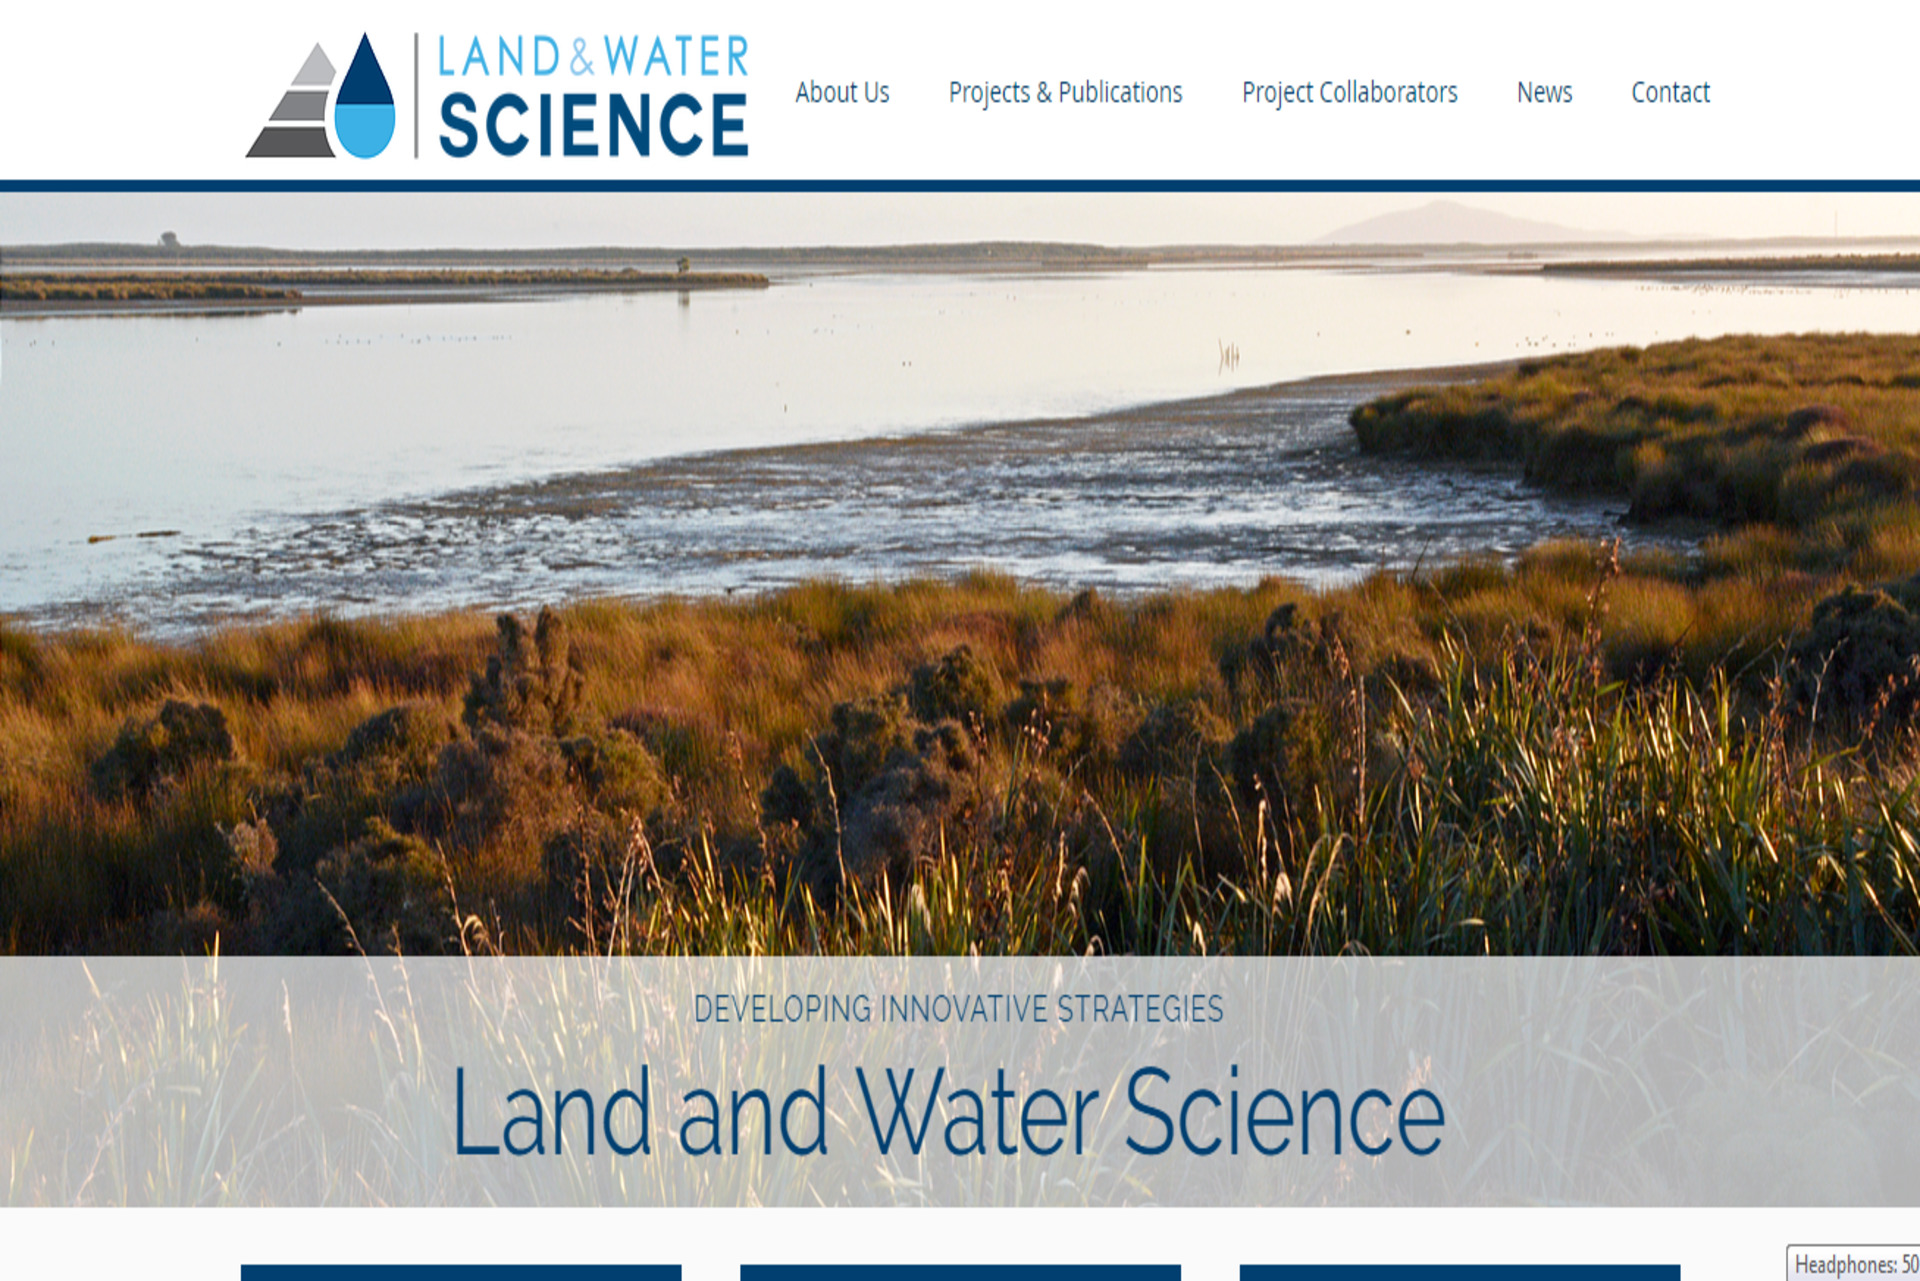 LAND & WATER
SCIENCE
About Us
Projects & Publications
Project Collaborators
News
Contact
DEVELOPING INNOVATIVE STRATEGIES
Land and Water Science
Headphones: 50